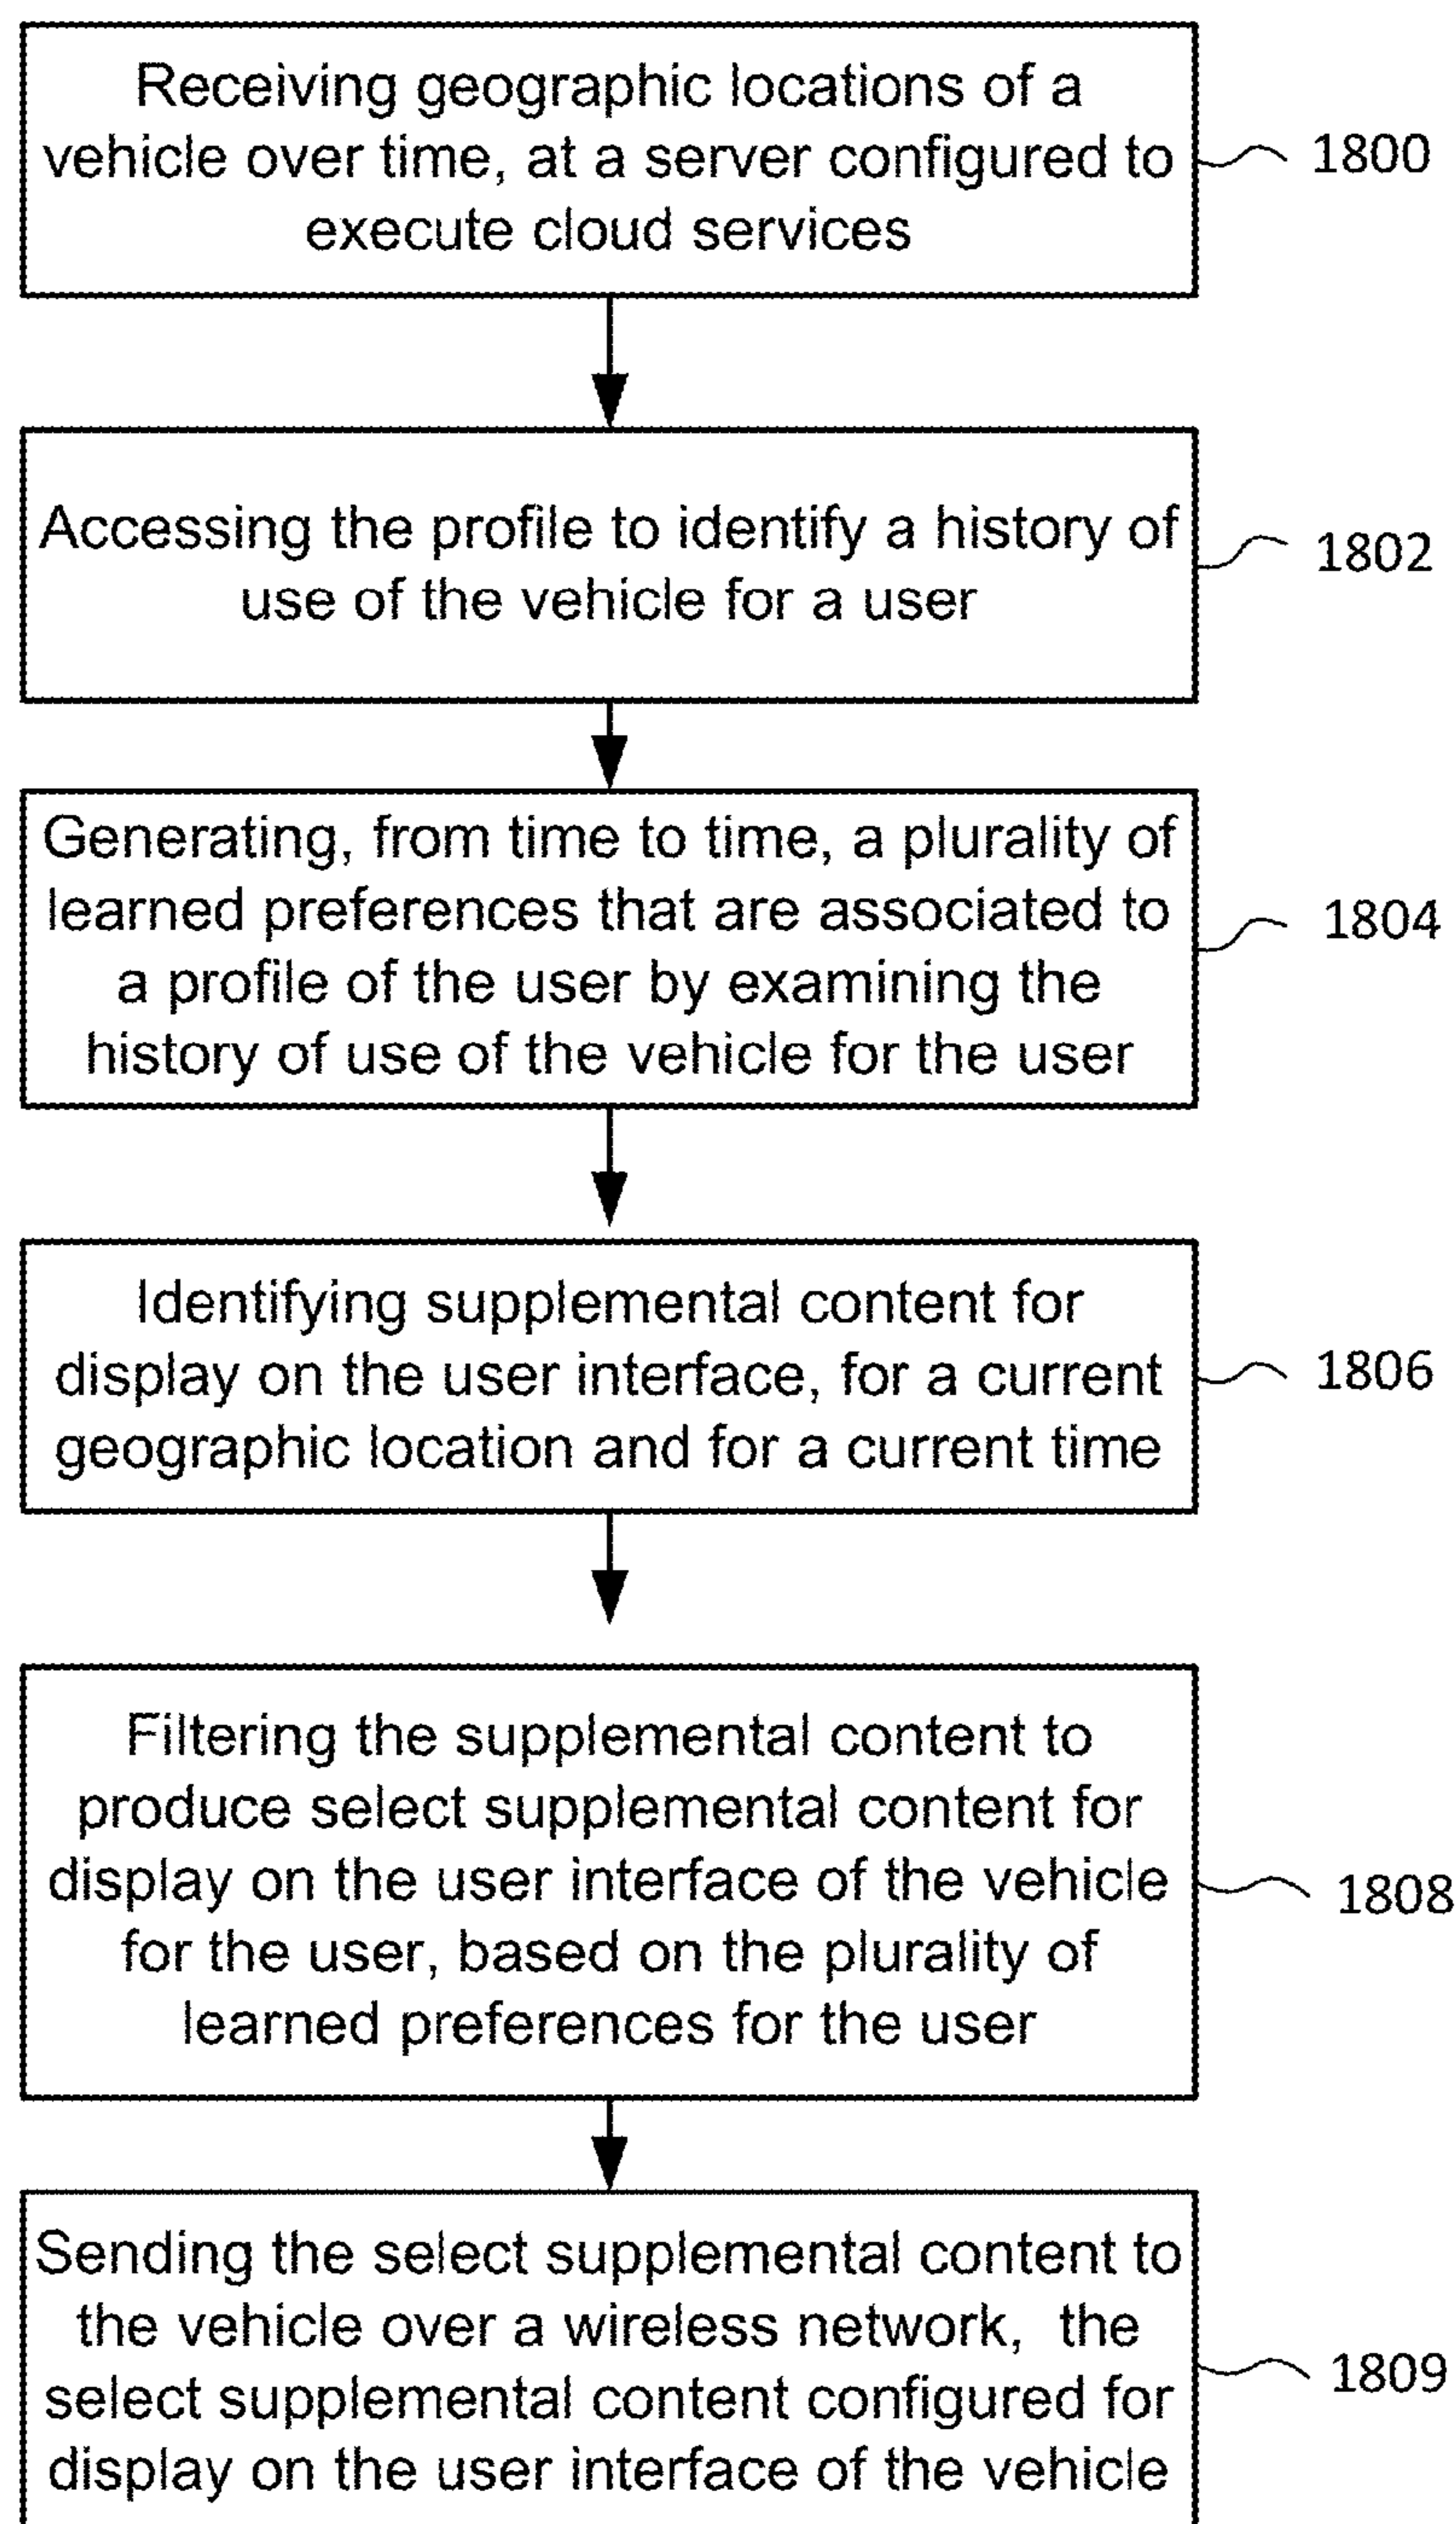 Receiving geographic locations of a
vehicle over time, at a server configured to
execute cloud services
1800
Accessing the profile to identify a history of
use of the vehicle for a user
1802
Generating, from time to time, a plurality of
learned preferences that are associated to
a profile of the user by examining the
history of use of the vehicle for the user
1804
Identifying supplemental content for
display on the user interface, for a current
geographic location and for a current time
1806
Filtering the supplemental content to
produce select supplemental content for
display on the user interface of the vehicle
for the user, based on the plurality of
learned preferences for the user
1808
Sending the select supplemental content to
the vehicle over a wireless network, the
select supplemental content configured for
display on the user interface of the vehicle
1809